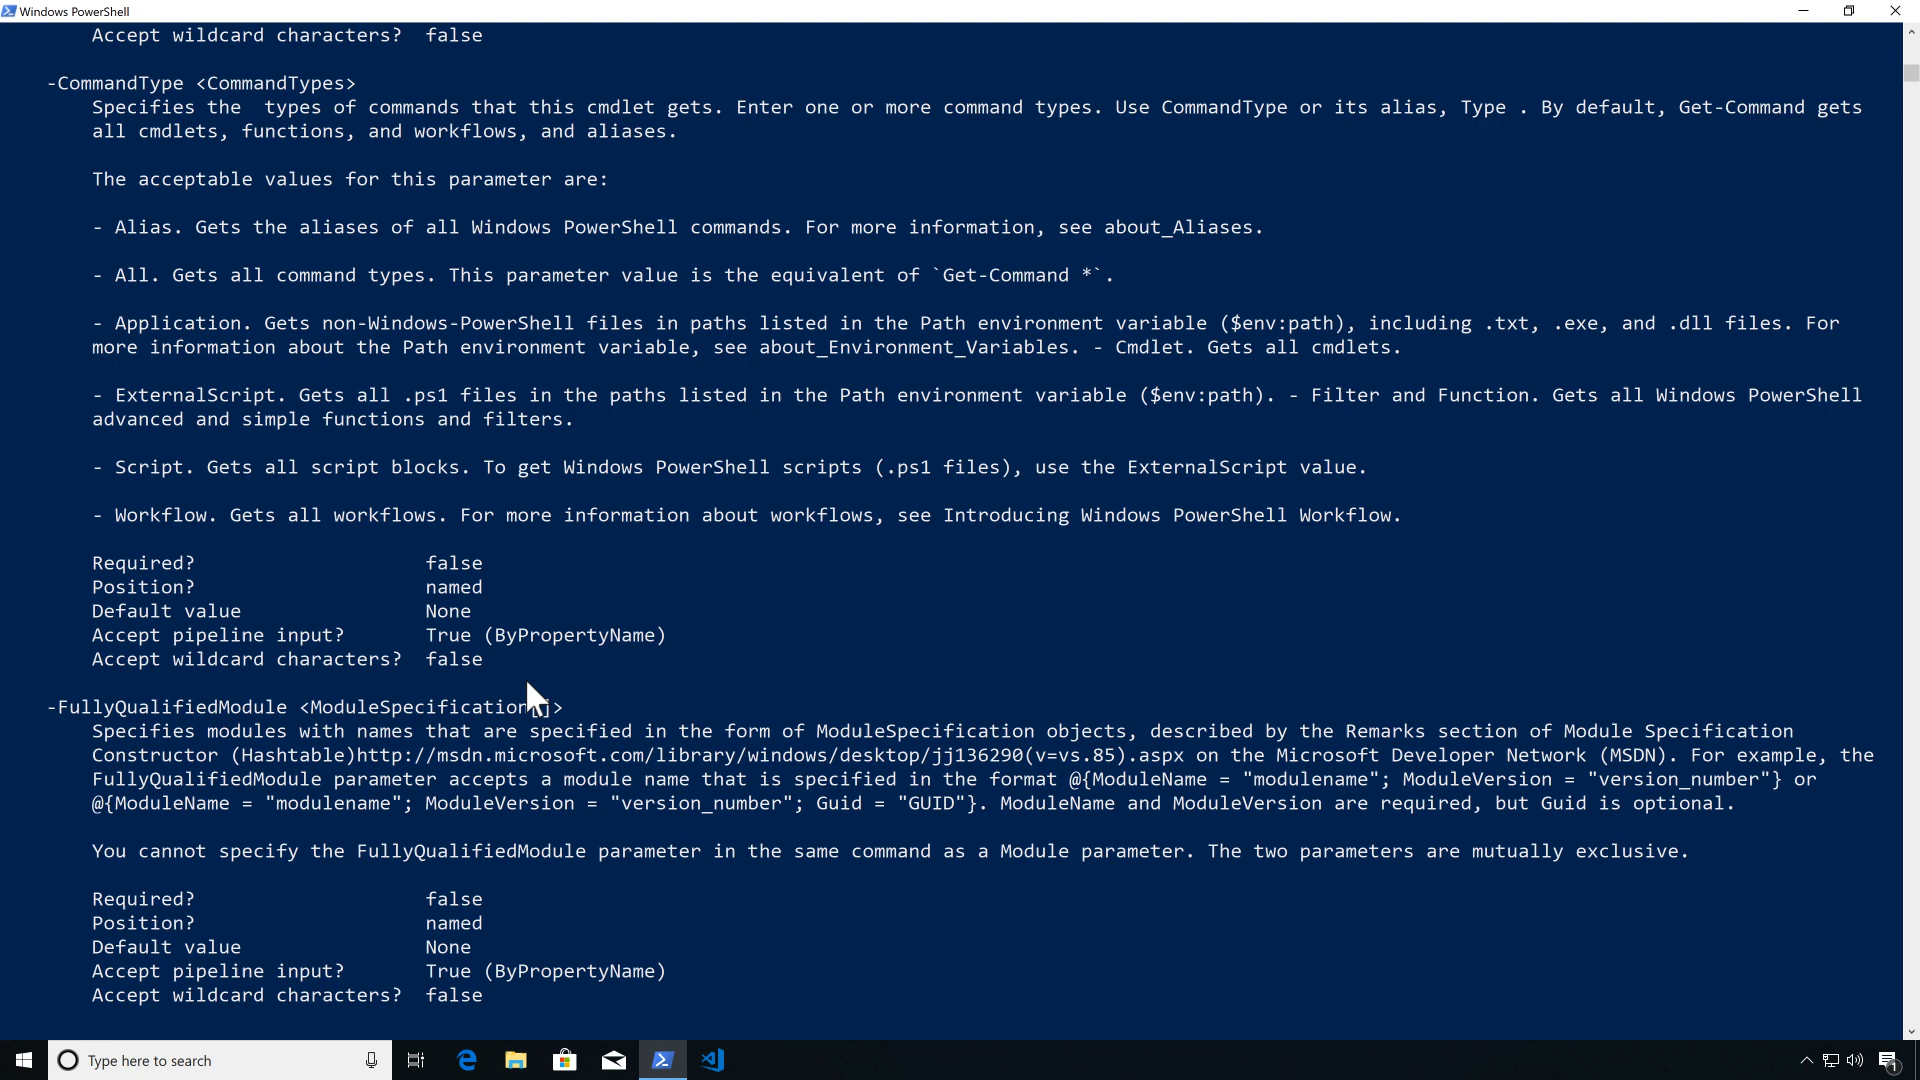 Windows PowerShell
Accept wildcard characters?  false
-CommandType <CommandTypes>
Specifies the  types of commands that this cmdlet gets. Enter one or more command types. Use CommandType or its alias, Type . By default, Get-Command gets
all cmdlets, functions, and workflows, and aliases.
The acceptable values for this parameter are:
- Alias. Gets the aliases of all Windows PowerShell commands. For more information, see about_Aliases.
- All. Gets all command types. This parameter value is the equivalent of `Get-Command *`.
- Application. Gets non-Windows-PowerShell files in paths listed in the Path environment variable ($env:path), including .txt, .exe, and .dll files. For
more information about the Path environment variable, see about_Environment_Variables. - Cmdlet. Gets all cmdlets.
- ExternalScript. Gets all .ps1 files in the paths listed in the Path environment variable ($env:path). - Filter and Function. Gets all Windows PowerShell
advanced and simple functions and filters.
- Script. Gets all script blocks. To get Windows PowerShell scripts (.ps1 files), use the ExternalScript value.
- Workflow. Gets all workflows. For more information about workflows, see Introducing Windows PowerShell Workflow.
Required?                    false
Position?                    named
Default value                None
Accept pipeline input?       True (ByPropertyName)
Accept wildcard characters?  false
-FullyQualifiedModule <ModuleSpecification[]>
Specifies modules with names that are specified in the form of ModuleSpecification objects, described by the Remarks section of Module Specification
Constructor (Hashtable)http://msdn.microsoft.com/library/windows/desktop/jj136290(v=vs.85).aspx on the Microsoft Developer Network (MSDN). For example, the
FullyQualifiedModule parameter accepts a module name that is specified in the format @{ModuleName = "modulename"; ModuleVersion = "version_number"} or
@{ModuleName = "modulename"; ModuleVersion = "version_number"; Guid = "GUID"}. ModuleName and ModuleVersion are required, but Guid is optional.
You cannot specify the FullyQualifiedModule parameter in the same command as a Module parameter. The two parameters are mutually exclusive.
Required?                    false
Position?                    named
Default value                None
Accept pipeline input?       True (ByPropertyName)
Accept wildcard characters?  false
Type here to search
1